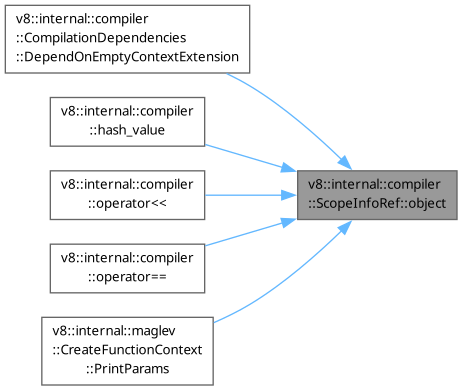 v8::internal::compiler
::CompilationDependencies
::DependOnEmptyContextExtension
v8::internal::compiler
::hash_value
v8::internal::compiler
::operator<<
v8::internal::compiler
::operator==
v8::internal::maglev
::CreateFunctionContext
::PrintParams
v8::internal::compiler
::ScopeInfoRef::object